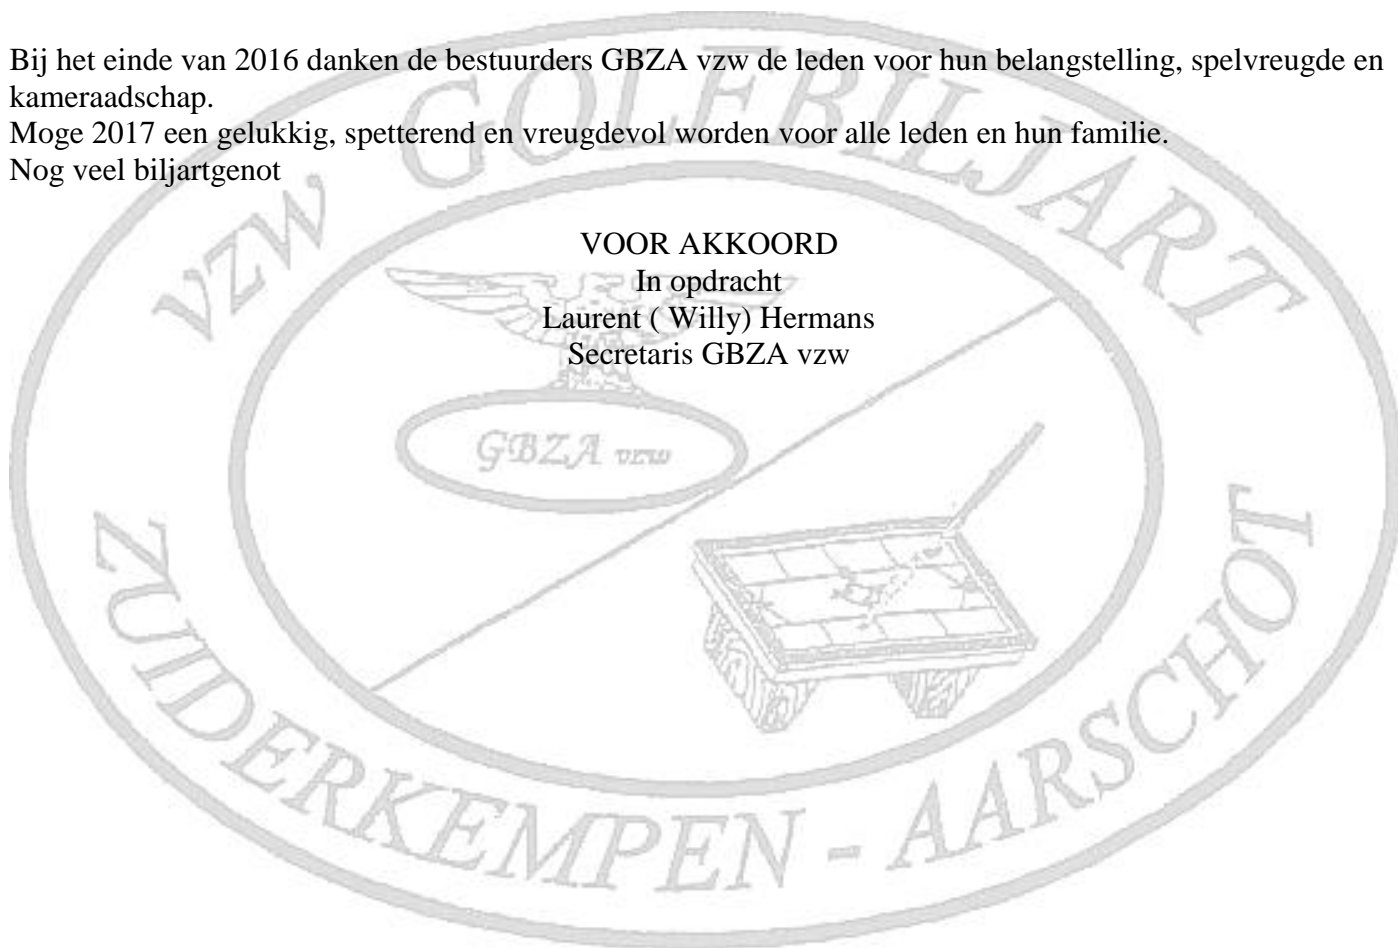 Bij het einde van 2016 danken de bestuurders GBZA vzw de leden voor hun belangstelling, spelvreugde en
kameraadschap.
Moge 2017 een gelukkig, spetterend en vreugdevol worden voor alle leden en hun familie.
Nog veel biljartgenot
VOOR AKKOORD
In opdracht
Laurent ( Willy) Hermans
Secretaris GBZA vzw
VZW GOLFBILJART
GBZA vzw
ZUIDERKEMPEN - AARSCHOT